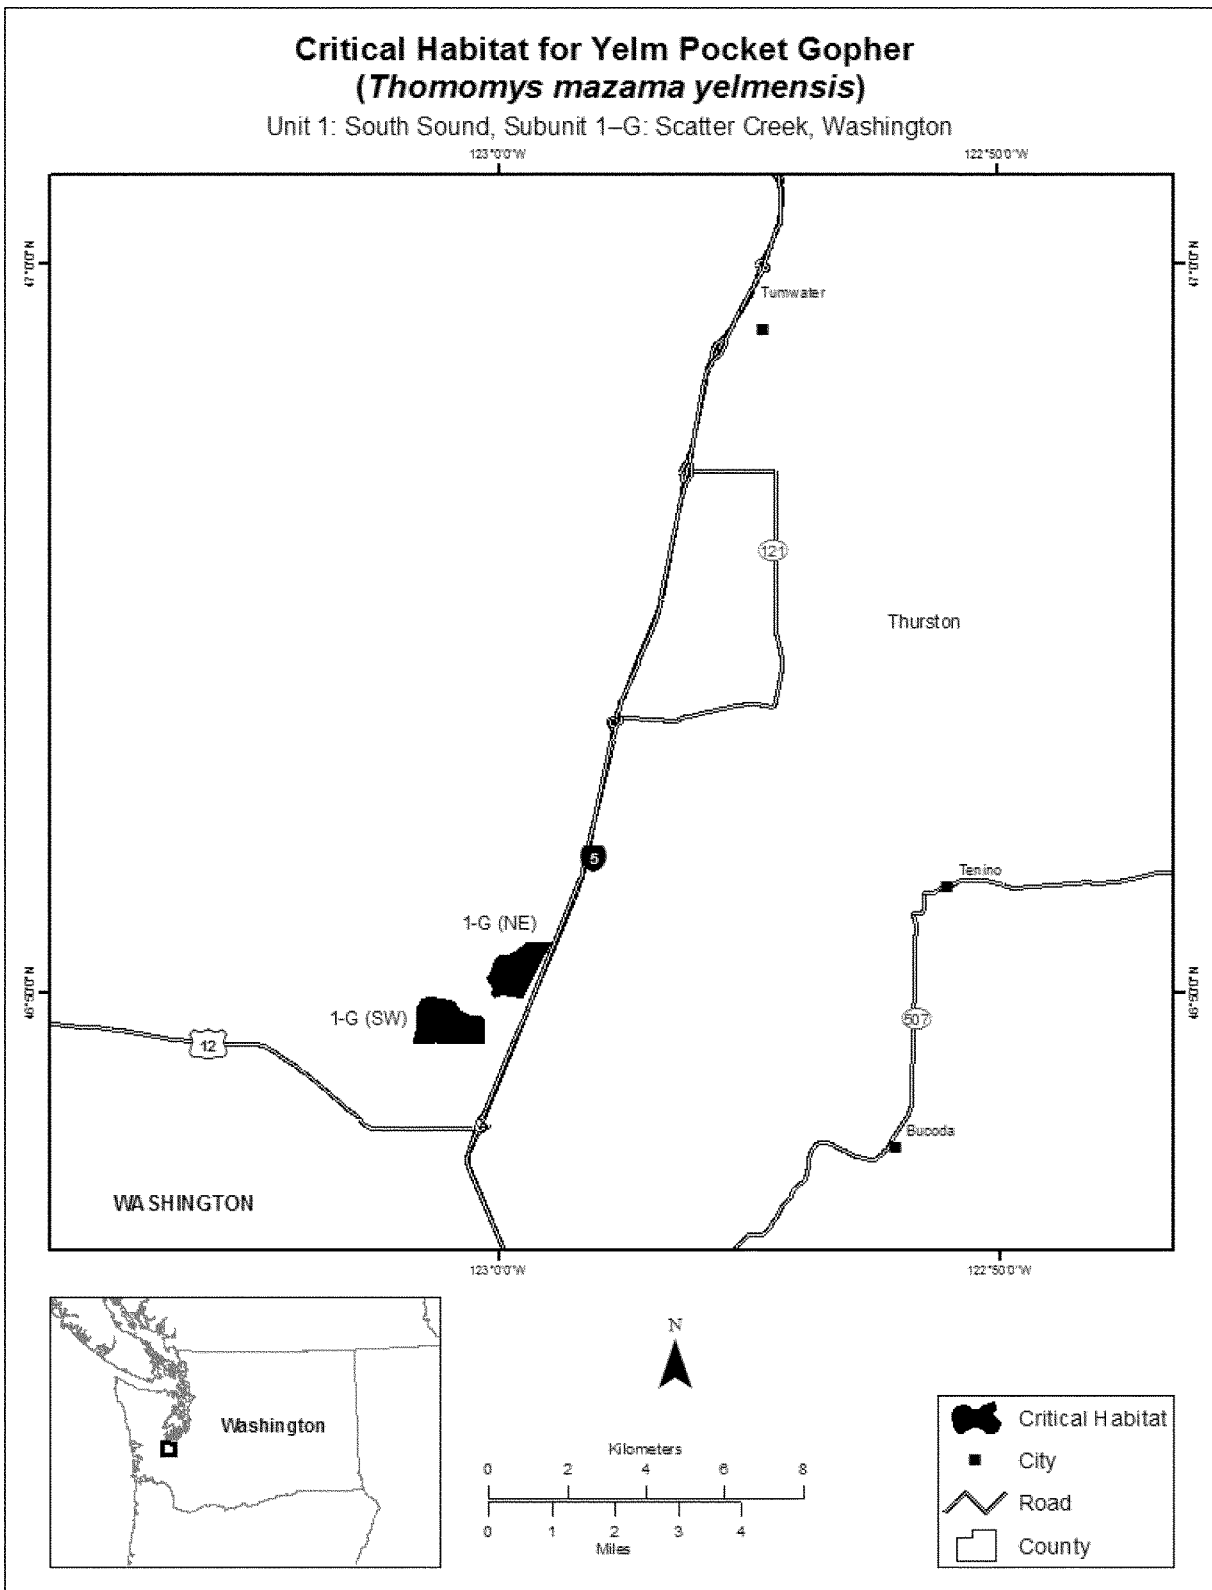 Critical Habitat for Yelm Pocket Gopher
(Thomomys mazama yelmensis)
Unit 1: South Sound, Subunit 1–G: Scatter Creek, Washington
123°0'0"W
122°50'0"W
47°0'0"N
47°0'0"N
Tumwater
121
Thurston
5
Tenino
1-G (NE)
46°50'0"N
46°50'0"N
1-G (SW)
507
12
Bucoda
WASHINGTON
123°0'0"W
122°50'0"W
N
Washington
Kilometers
0 2 4 6 8
0 1 2 3 4
Miles
Critical Habitat
City
Road
County